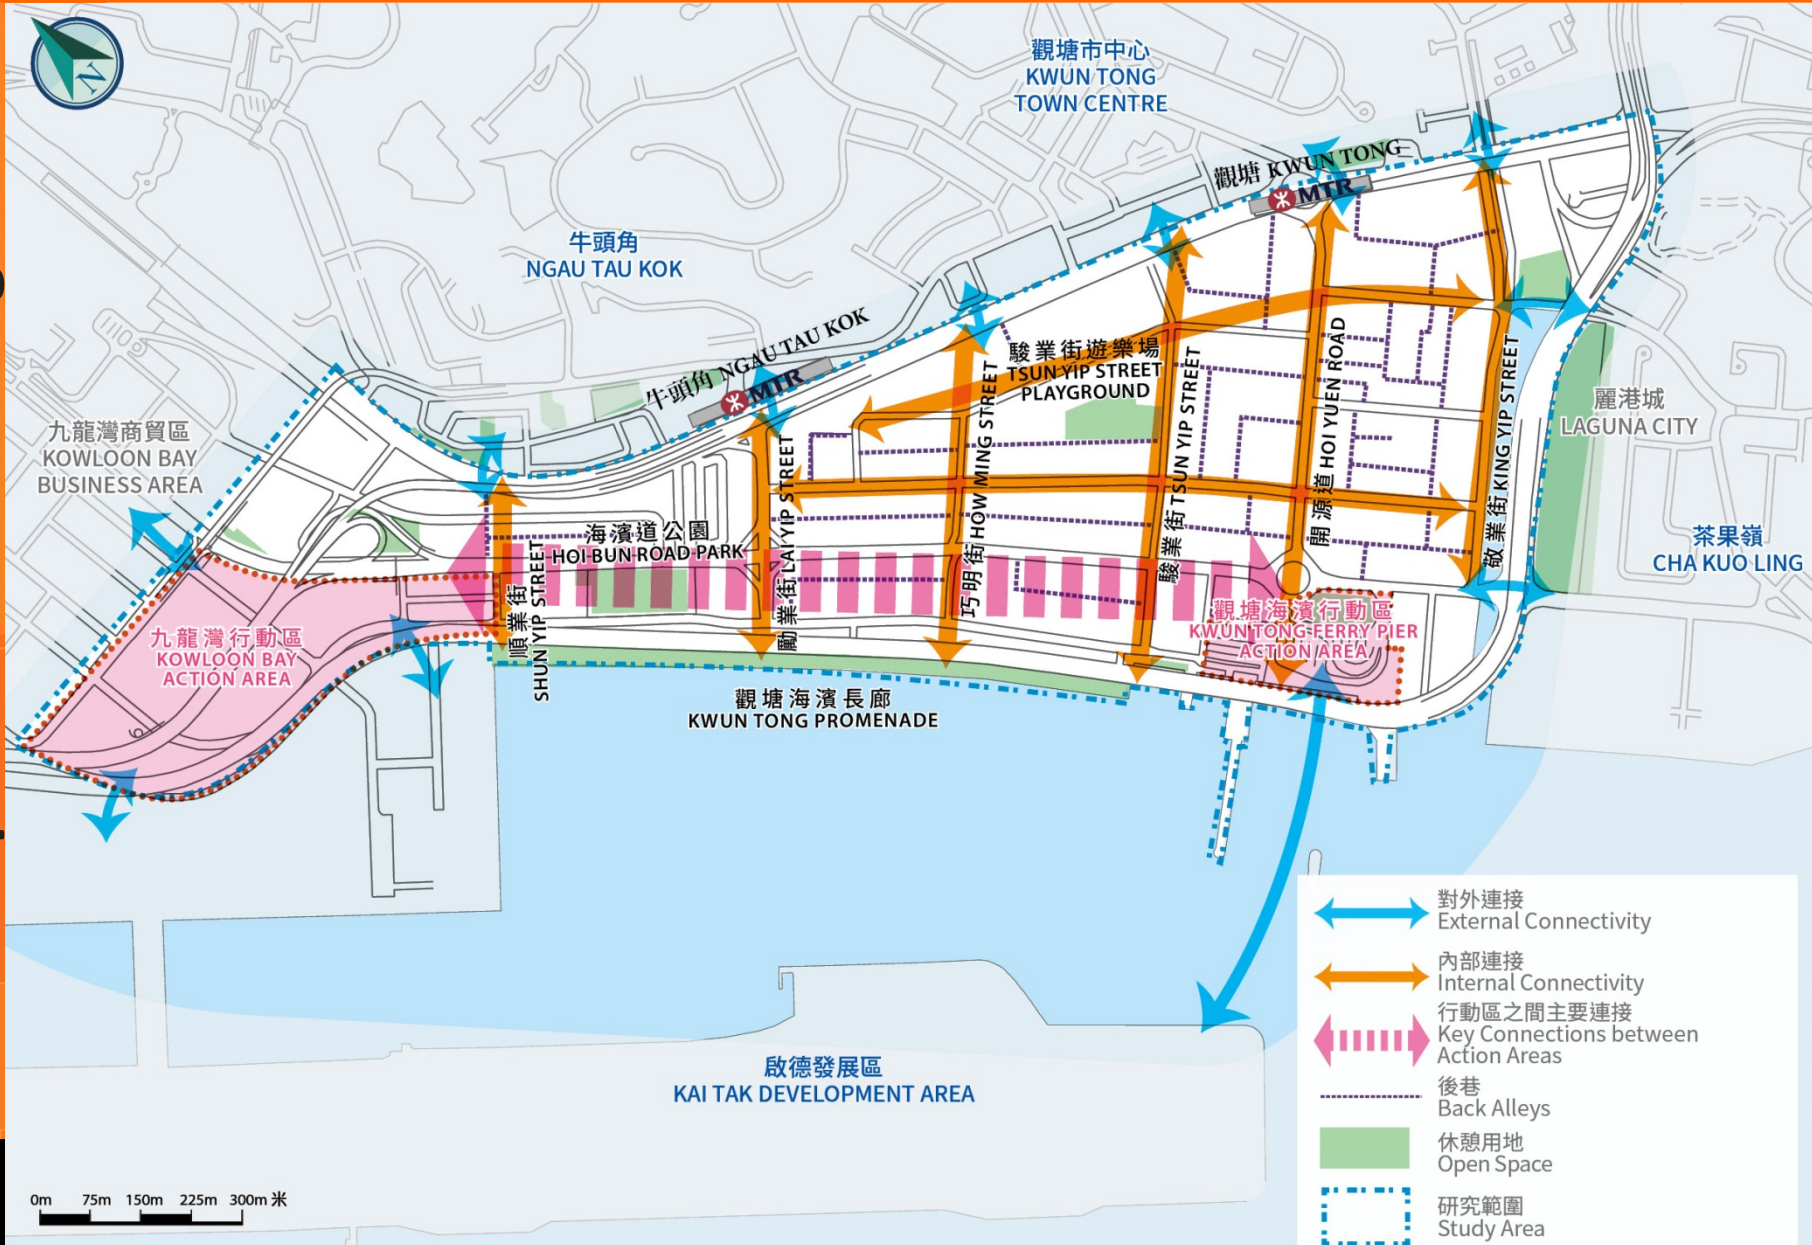 N
觀塘市中心
KWUN TONG
TOWN CENTRE
觀塘 KWUN TONG
MTR
牛頭角
NGAU TAU KOK
牛頭角 NGAU TAU KOK
MTR
九龍灣商貿區
KOWLOON BAY
BUSINESS AREA
駿業街遊樂場
TSUN YIP STREET
PLAYGROUND
麗港城
LAGUNA CITY
茶果嶺
CHA KUO LING
海濱道公園
HOI BUN ROAD PARK
順業街
SHUN YIP STREET
勵業街 LAI YIP STREET
巧明街 HOW MING STREET
駿業街 TSUN YIP STREET
開源道 HOI YUEN ROAD
敬業街 KING YIP STREET
九龍灣行動區
KOWLOON BAY
ACTION AREA
觀塘海濱行動區
KWUN TONG FERRY PIER
ACTION AREA
觀塘海濱長廊
KWUN TONG PROMENADE
啟德發展區
KAI TAK DEVELOPMENT AREA
對外連接
External Connectivity
內部連接
Internal Connectivity
行動區之間主要連接
Key Connections between
Action Areas
後巷
Back Alleys
休憩用地
Open Space
研究範圍
Study Area
0m 75m 150m 225m 300m 米